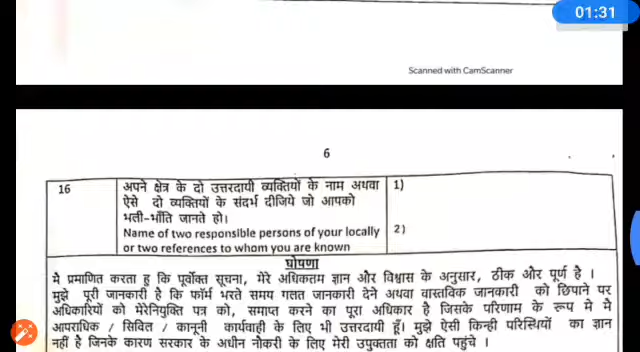 01:31
Scanned with CamScanner
6
16
अपने क्षेत्र के दो उत्तरदायी व्यक्तियों के नाम अथवा
ऐसे दो व्यक्तियों के संदर्भ दीजिये जो आपको
भली-भाँति जानते हो।
Name of two responsible persons of your locally
or two references to whom you are known
1)
2)
घोषणा
मै प्रमाणित करता हू कि पूर्वोक्त सूचना, मेरे अधिकतम ज्ञान और विश्वास के अनुसार, ठीक और पूर्ण है ।
मुझे पूरी जानकारी है कि फॉर्म भरते समय गलत जानकारी देने अथवा वास्तविक जानकारी को छिपाने पर
अधिकारियों को मेरेनियुक्ति पत्र को, समाप्त करने का पूरा अधिकार है जिसके परिणाम के रूप मे मै
आपराधिक / सिविल / कानूनी कार्यवाही के लिए भी उत्तरदायी हूँ। मुझे ऐसी किन्ही परिस्थियों का ज्ञान
नहीं है जिनके कारण सरकार के अधीन नौकरी के लिए मेरी उपुक्तता को क्षति पहुंचे ।